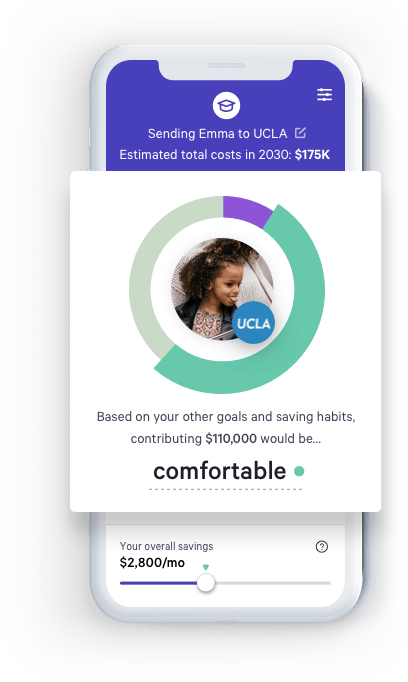 Sending Emma to UCLA
Estimated total costs in 2030: $175K
UCLA
Based on your other goals and saving habits,
contributing $110,000 would be...
comfortable
Your overall savings
?
$2,800/mo